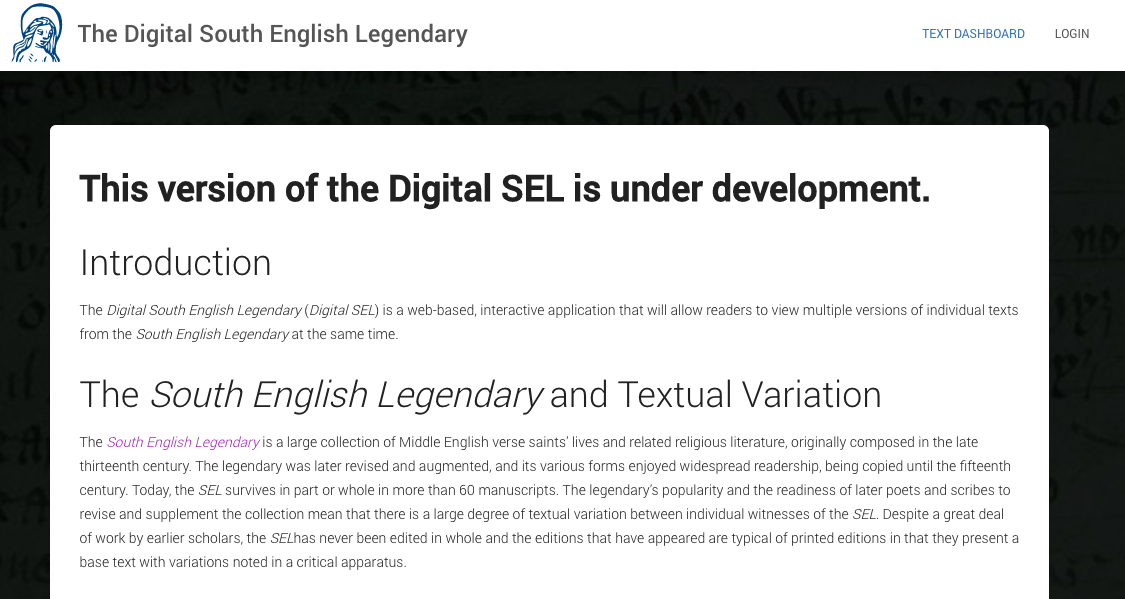 The Digital South English Legendary
TEXT DASHBOARD LOGIN
This version of the Digital SEL is under development.
Introduction
The Digital South English Legendary (Digital SEL) is a web-based, interactive application that will allow readers to view multiple versions of individual texts
from the South English Legendary at the same time.
The South English Legendary and Textual Variation
The South English Legendary is a large collection of Middle English verse saints’ lives and related religious literature, originally composed in the late
thirteenth century. The legendary was later revised and augmented, and its various forms enjoyed widespread readership, being copied until the fifteenth
century. Today, the SEL survives in part or whole in more than 60 manuscripts. The legendary’s popularity and the readiness of later poets and scribes to
revise and supplement the collection mean that there is a large degree of textual variation between individual witnesses of the SEL. Despite a great deal
of work by earlier scholars, the SELhas never been edited in whole and the editions that have appeared are typical of printed editions in that they present a
base text with variations noted in a critical apparatus.